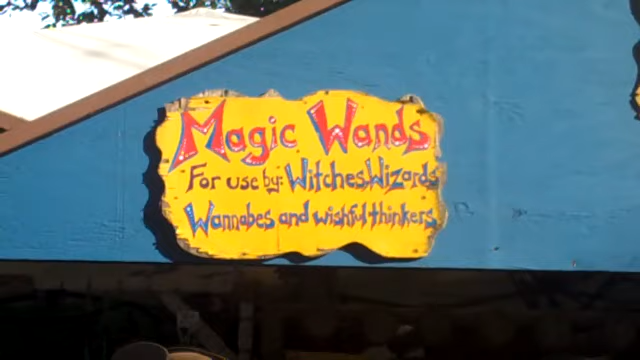 Magic Wands
For use by: Witches Wizards
Wannabes and wishful thinkers